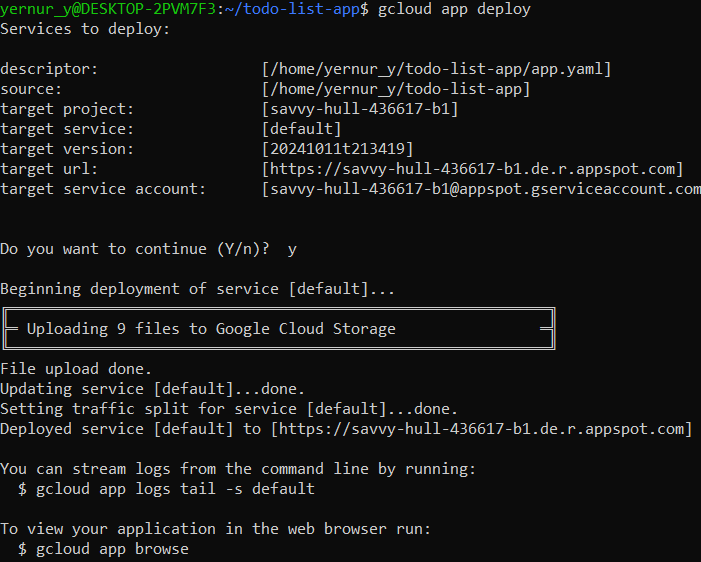 yernur_y@DESKTOP-2PVM7F3:~/todo-list-app$ gcloud app deploy
Services to deploy:
descriptor:                  [/home/yernur_y/todo-list-app/app.yaml]
source:                      [/home/yernur_y/todo-list-app]
target project:              [savvy-hull-436617-b1]
target service:              [default]
target version:              [20241011t213419]
target url:                  [https://savvy-hull-436617-b1.de.r.appspot.com]
target service account:      [savvy-hull-436617-b1@appspot.gserviceaccount.com
Do you want to continue (Y/n)?  y
Beginning deployment of service [default]...
Uploading 9 files to Google Cloud Storage
File upload done.
Updating service [default]...done.
Setting traffic split for service [default]...done.
Deployed service [default] to [https://savvy-hull-436617-b1.de.r.appspot.com]
You can stream logs from the command line by running:
  $ gcloud app logs tail -s default
To view your application in the web browser run:
  $ gcloud app browse